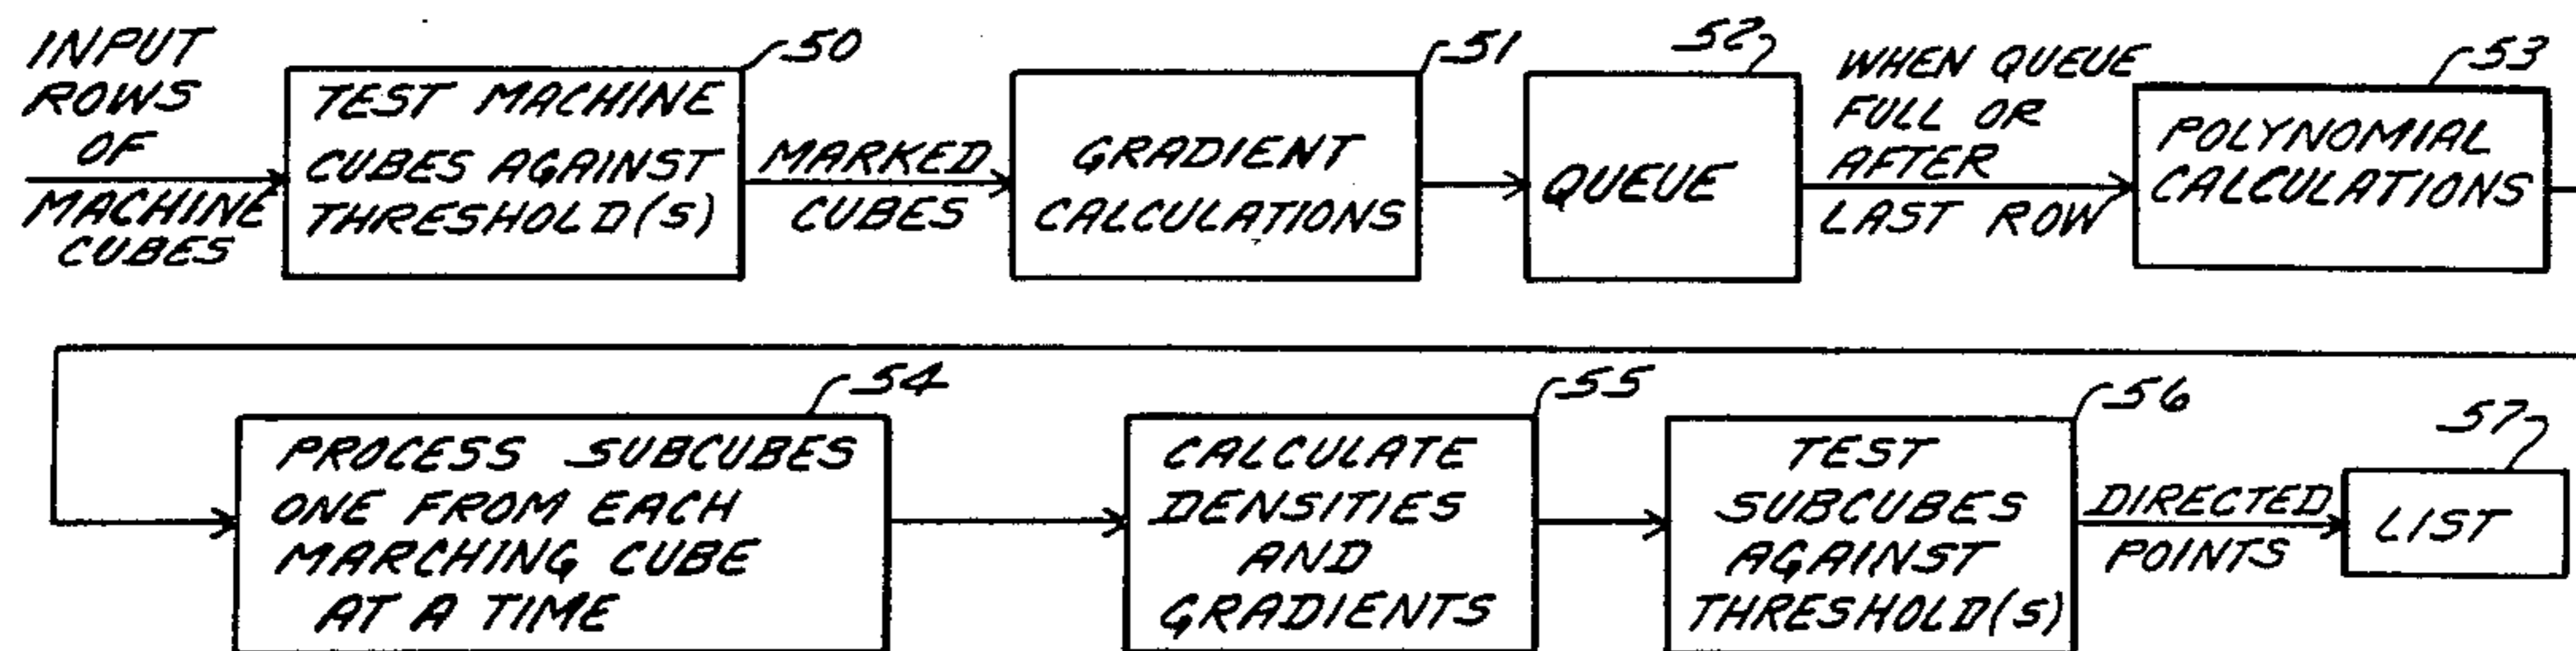 INPUT
ROWS
OF
MACHINE
CUBES
50
TEST MACHINE
CUBES AGAINST
THRESHOLD(S)
MARKED
CUBES
51
GRADIENT
CALCULATIONS
52
QUEUE
WHEN QUEUE
FULL OR
AFTER
LAST ROW
53
POLYNOMIAL
CALCULATIONS
54
PROCESS SUBCUBES
ONE FROM EACH
MARCHING CUBE
AT A TIME
55
CALCULATE
DENSITIES
AND
GRADIENTS
56
TEST
SUBCUBES
AGAINST
THRESHOLD(S)
DIRECTED
POINTS
57
LIST